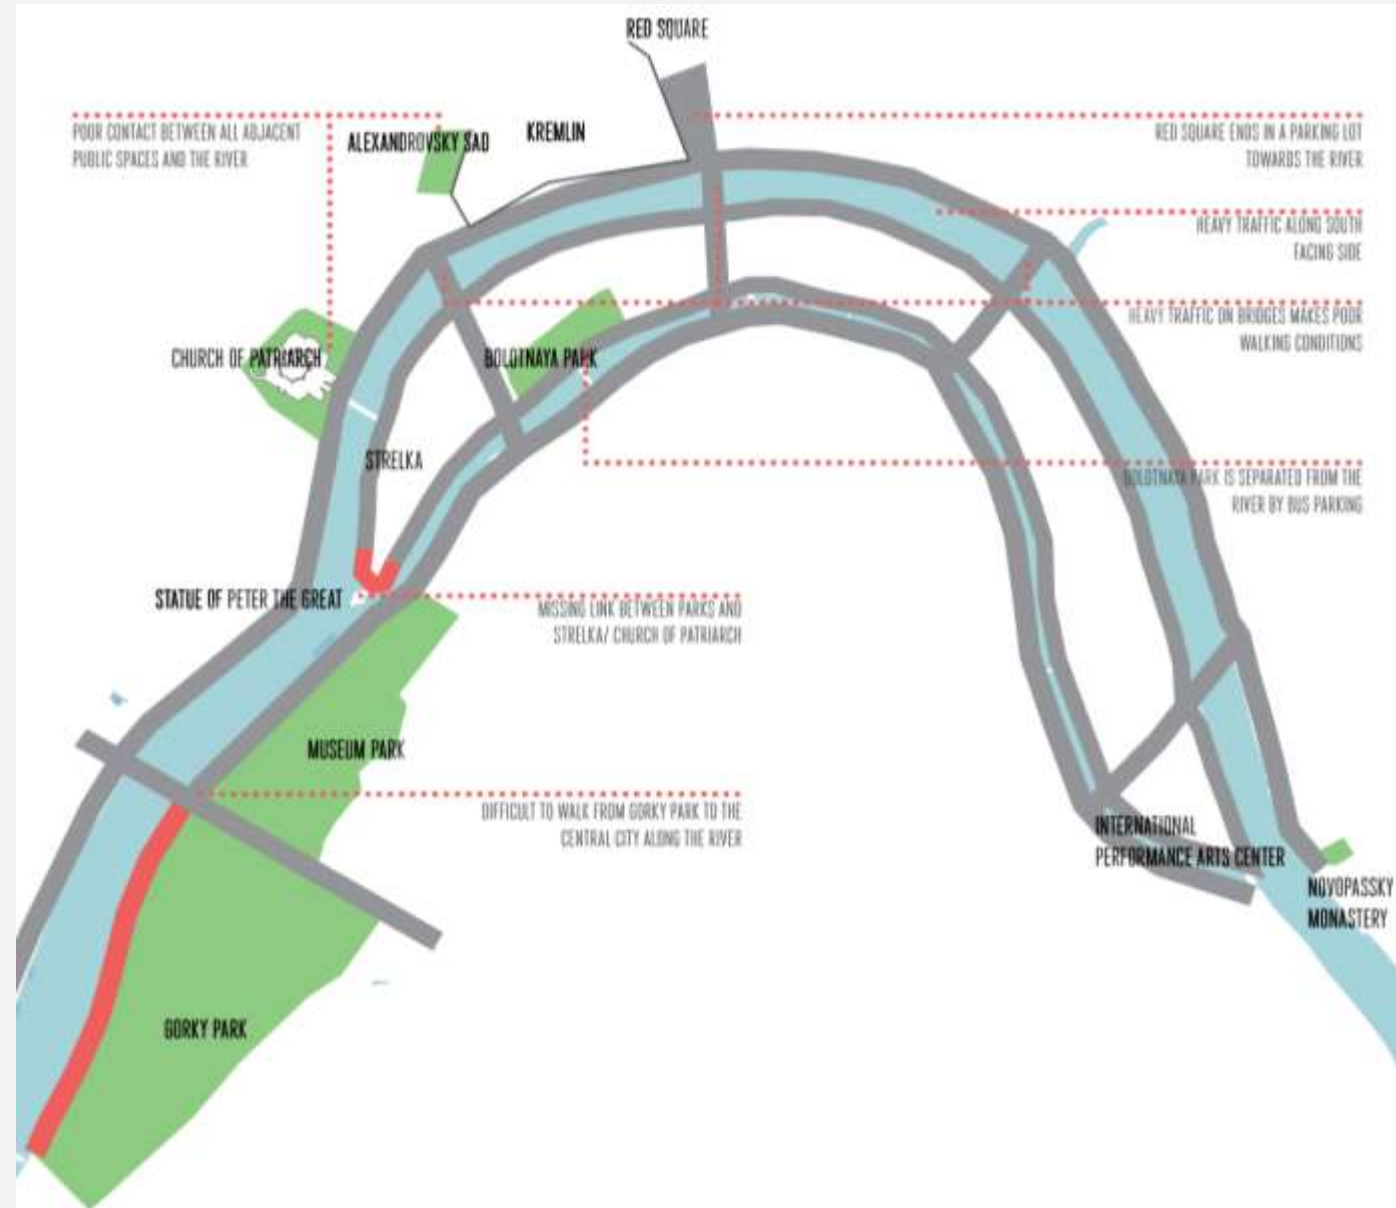 RED SQUARE
POOR CONTACT BETWEEN ALL ADJACENT
PUBLIC SPACES AND THE RIVER
ALEXANDROVSKY SAD
KREMLIN
RED SQUARE ENDS IN A PARKING LOT
TOWARDS THE RIVER
HEAVY TRAFFIC ALONG SOUTH
FACING SIDE
HEAVY TRAFFIC ON BRIDGES MAKES POOR
WALKING CONDITIONS
CHURCH OF PATRIARCH
BOLOTNAYA PARK
STRELKA
BOLOTNAYA PARK IS SEPARATED FROM THE
RIVER BY BUS PARKING
STATUE OF PETER THE GREAT
MISSING LINK BETWEEN PARKS AND
STRELKA/ CHURCH OF PATRIARCH
MUSEUM PARK
DIFFICULT TO WALK FROM GORKY PARK TO THE
CENTRAL CITY ALONG THE RIVER
INTERNATIONAL
PERFORMANCE ARTS CENTER
NOVOPASSKY
MONASTERY
GORKY PARK